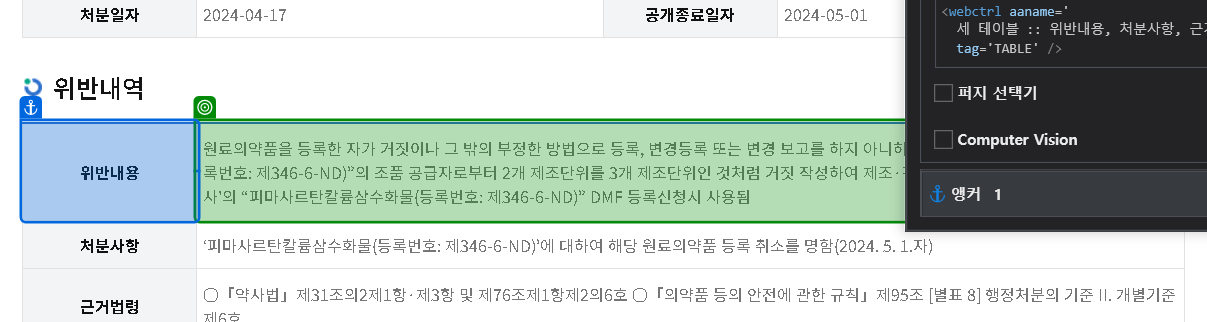 처분일자 2024-04-17 공개종료일자 2024-05-01
<webctrl aaname='
세 테이블 :: 위반내용, 처분사항,
tag='TABLE' />
위반내역
퍼지 선택기
Computer Vision
앵커 1
위반내용
원료의약품을 등록한 자가 거짓이나 그 밖의 부정한 방법으로 등록, 변경등록 또는 변경 보고를 하지 아니하
록번호: 제346-6-ND)”의 조품 공급자로부터 2개 제조단위를 3개 제조단위인 것처럼 거짓 작성하여 제조·
사'의 “피마사르탄칼륨삼수화물(등록번호: 제346-6-ND)” DMF 등록신청시 사용됨
처분사항 ‘피마사르탄칼륨삼수화물(등록번호: 제346-6-ND)’에 대하여 해당 원료의약품 등록 취소를 명함(2024. 5. 1.자)
근거법령
○「약사법」제31조의2제1항·제3항 및 제76조제1항제2의6호 ○「의약품 등의 안전에 관한 규칙」제95조 [별표 8] 행정처분의 기준 II. 개별기준
제6호